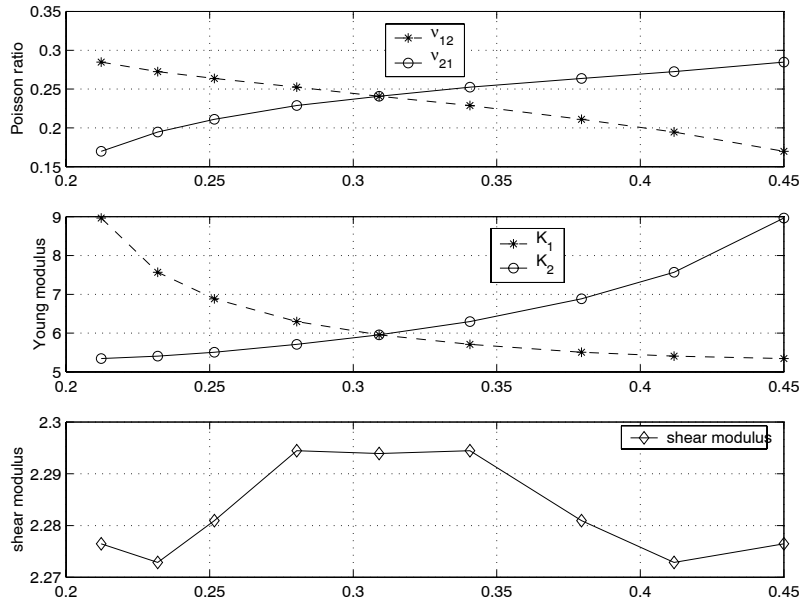 0.35
0.3
0.25
0.2
0.15
Poisson ratio
ν12
ν21
0.2 0.25 0.3 0.35 0.4 0.45
9
8
7
6
5
Young modulus
K1
K2
0.2 0.25 0.3 0.35 0.4 0.45
2.3
2.29
2.28
2.27
shear modulus
shear modulus
0.2 0.25 0.3 0.35 0.4 0.45